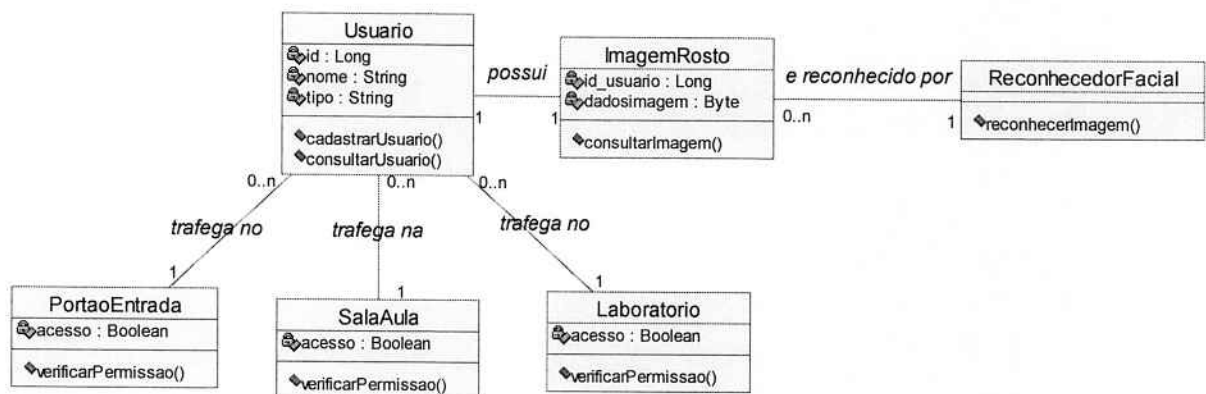 Usuario
id : Long
nome : String
tipo : String
cadastrarUsuario()
consultarUsuario()
possui
1
1
ImagemRosto
id_usuario : Long
dadosimagem : Byte
consultarImagem()
e reconhecido por
0..n
1
ReconhecedorFacial
reconhecerImagem()
0..n
0..n
0..n
trafega no
trafega na
trafega no
1
1
1
PortaoEntrada
acesso : Boolean
verificarPermissao()
SalaAula
acesso : Boolean
verificarPermissao()
Laboratorio
acesso : Boolean
verificarPermissao()